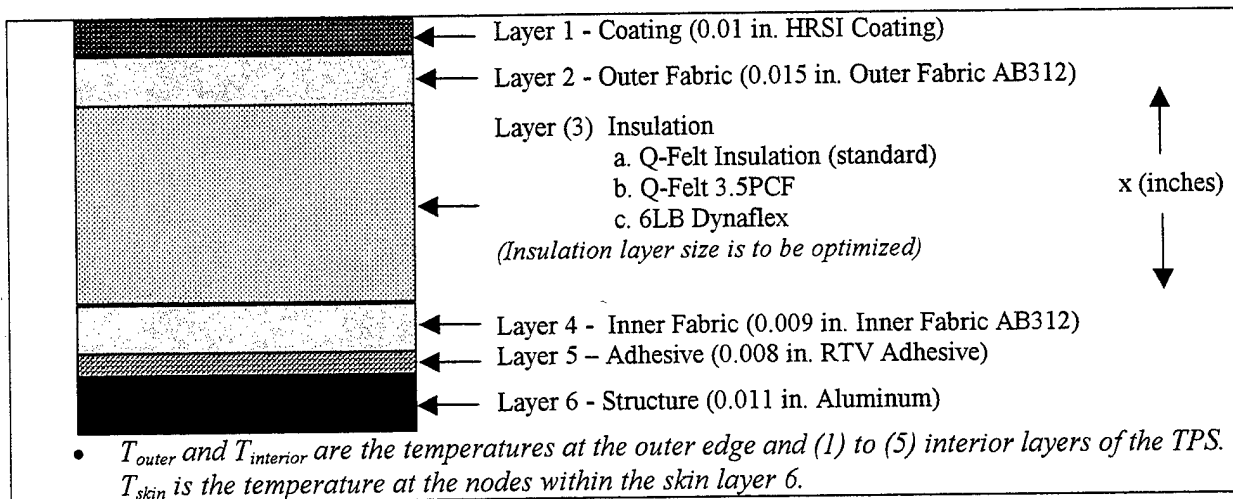 Layer 1 - Coating (0.01 in. HRSI Coating)
Layer 2 - Outer Fabric (0.015 in. Outer Fabric AB312)
Layer (3) Insulation
a. Q-Felt Insulation (standard)
b. Q-Felt 3.5PCF
c. 6LB Dynaflex
(Insulation layer size is to be optimized)
x (inches)
Layer 4 - Inner Fabric (0.009 in. Inner Fabric AB312)
Layer 5 – Adhesive (0.008 in. RTV Adhesive)
Layer 6 - Structure (0.011 in. Aluminum)
• T_outer and T_interior are the temperatures at the outer edge and (1) to (5) interior layers of the TPS.
T_skin is the temperature at the nodes within the skin layer 6.